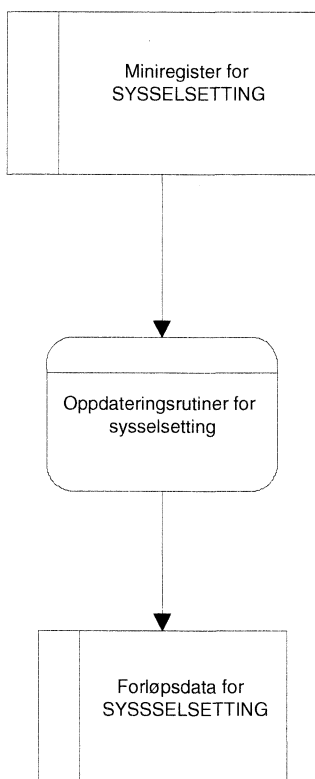 Miniregister for
SYSSELSETTING
Oppdateringsrutiner for
sysselsetting
Forløpsdata for
SYSSSELSETTING